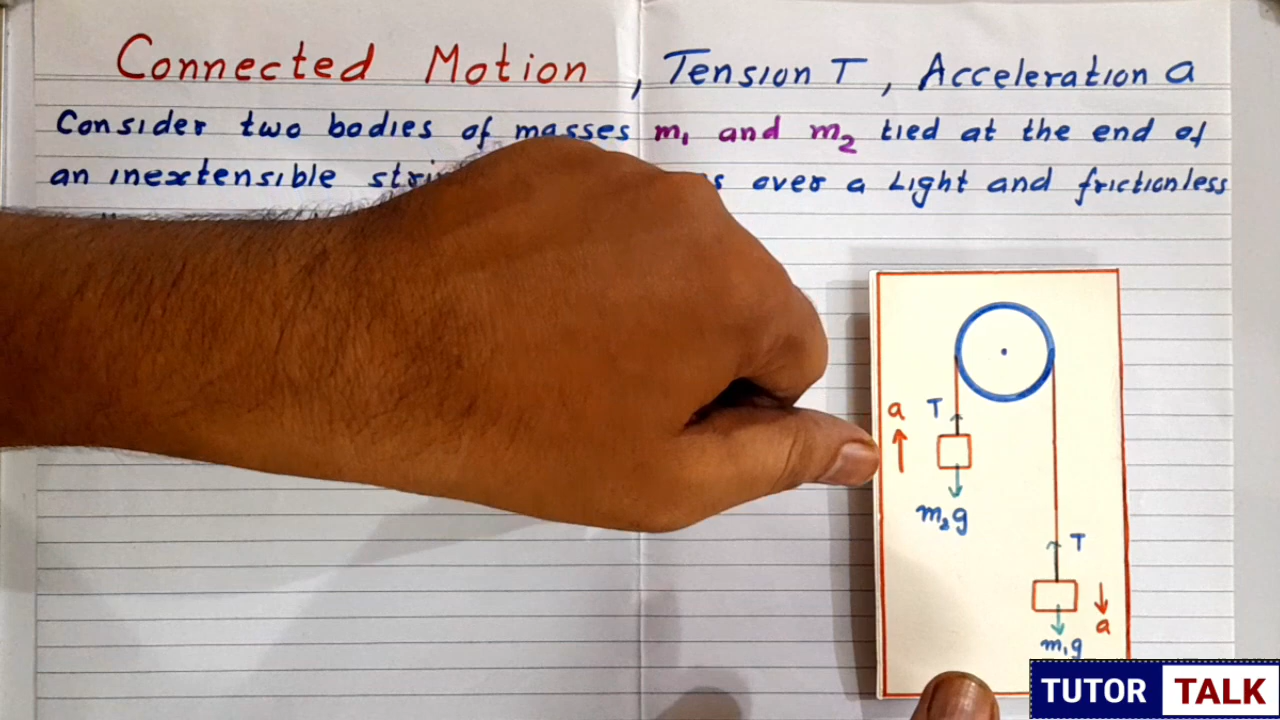 Connected Motion , Tension T , Acceleration a
Consider two bodies of masses m₁ and m₂ tied at the end of
an inextensible over a Light and frictionless
T
a
m₂g
T
a
m₁g
TUTOR TALK